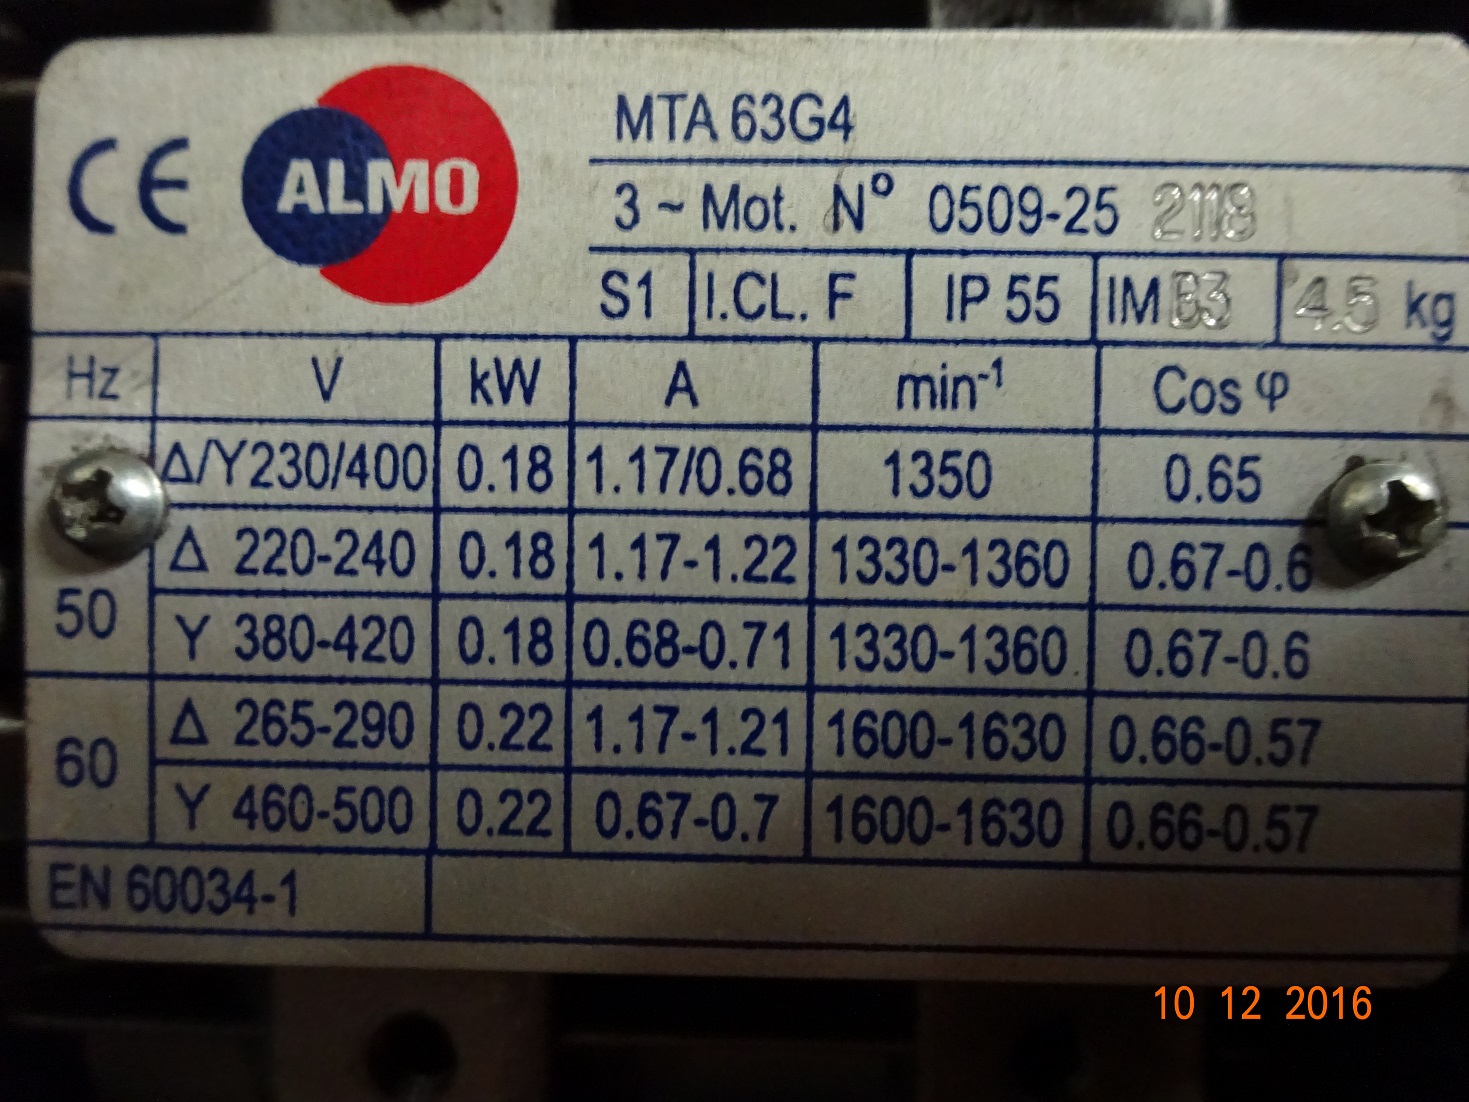 CE ALMO
MTA 63G4
3 ~ Mot. Nº 0509-25 2118
S1 I.CL. F IP 55 IM B3 4.5 kg
Hz V kW A min-1 Cos φ
Δ/Y230/400 0.18 1.17/0.68 1350 0.65
Δ 220-240 0.18 1.17-1.22 1330-1360 0.67-0.6
50 Y 380-420 0.18 0.68-0.71 1330-1360 0.67-0.6
Δ 265-290 0.22 1.17-1.21 1600-1630 0.66-0.57
60 Y 460-500 0.22 0.67-0.7 1600-1630 0.66-0.57
EN 60034-1
10 12 2016